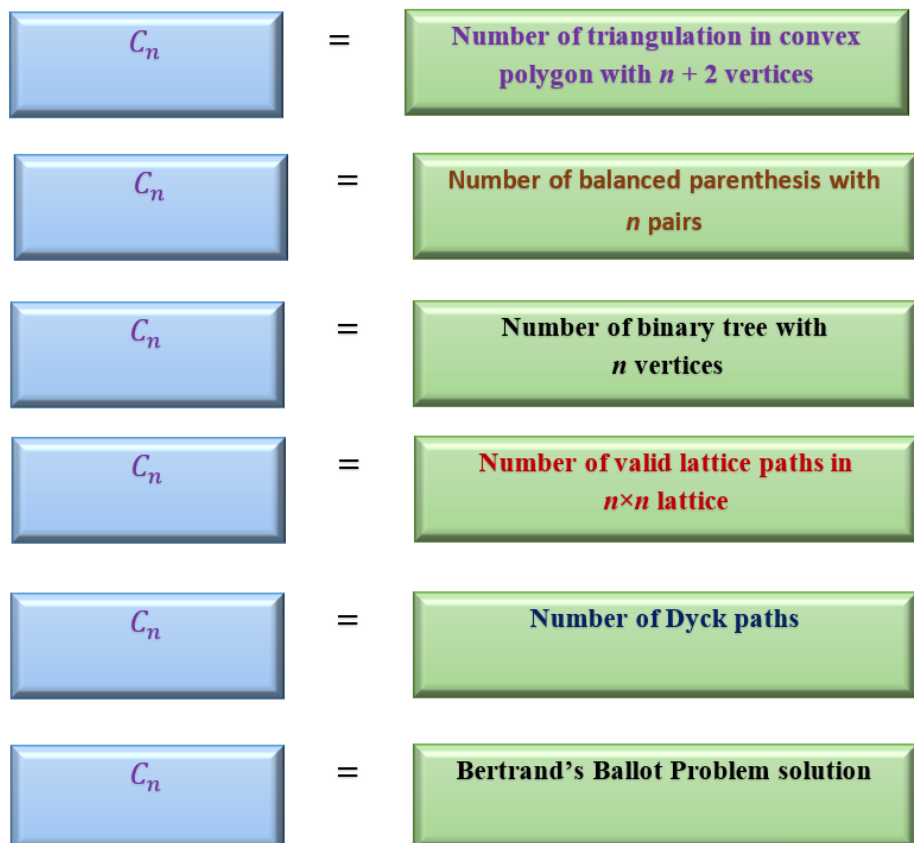 Cₙ = Number of triangulation in convex
polygon with n + 2 vertices
Cₙ = Number of balanced parenthesis with
n pairs
Cₙ = Number of binary tree with
n vertices
Cₙ = Number of valid lattice paths in
n×n lattice
Cₙ = Number of Dyck paths
Cₙ = Bertrand's Ballot Problem solution